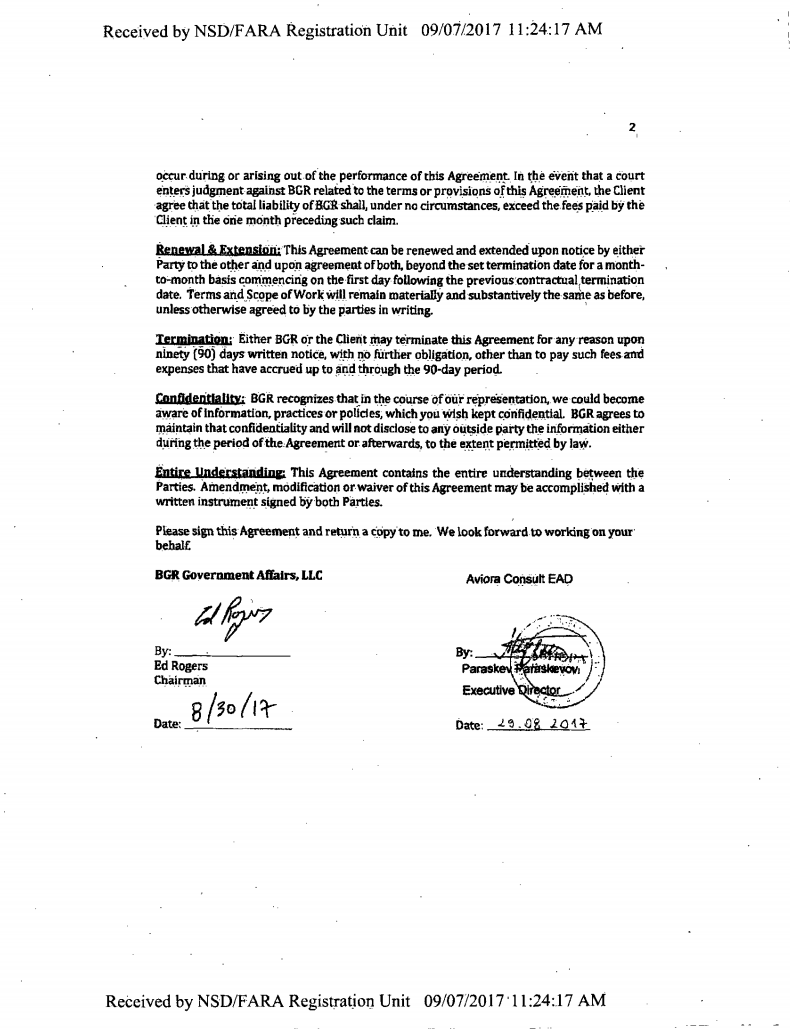 Received by NSD/FARA Registration Unit 09/07/2017 11:24:17 AM
2
occur during or arising out of the performance of this Agreement. In the event that a court
enters judgment against BGR related to the terms or provisions of this Agreement, the Client
agree that the total liability of BGR shall, under no circumstances, exceed the fees paid by the
Client in the one month preceding such claim.
Renewal & Extension: This Agreement can be renewed and extended upon notice by either
Party to the other and upon agreement of both, beyond the set termination date for a month-
to-month basis commencing on the first day following the previous contractual termination
date. Terms and Scope of Work will remain materially and substantively the same as before,
unless otherwise agreed to by the parties in writing.
Termination: Either BGR or the Client may terminate this Agreement for any reason upon
ninety (90) days written notice, with no further obligation, other than to pay such fees and
expenses that have accrued up to and through the 90-day period.
Confidentiality: BGR recognizes that in the course of our representation, we could become
aware of information, practices or policies, which you wish kept confidential. BGR agrees to
maintain that confidentiality and will not disclose to any outside party the information either
during the period of the Agreement or afterwards, to the extent permitted by law.
Entire Understanding: This Agreement contains the entire understanding between the
Parties. Amendment, modification or waiver of this Agreement may be accomplished with a
written instrument signed by both Parties.
Please sign this Agreement and return a copy to me. We look forward to working on your
behalf.
BGR Government Affairs, LLC
Aviora Consult EAD
Ed Rogers
By:
By:
Ed Rogers
Paraskev Paraskevov
Chairman
Executive Director
Date: 8/30/17
Date: 29.08 2017
Received by NSD/FARA Registration Unit 09/07/2017 11:24:17 AM